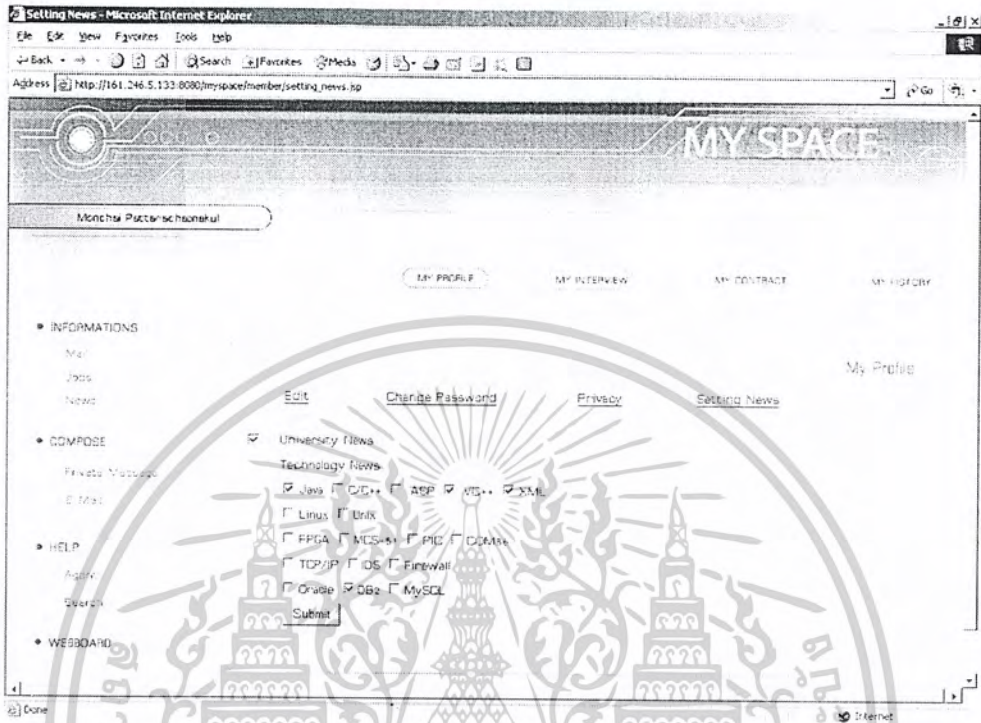 Setting News - Microsoft Internet Explorer
File Edit View Favorites Tools Help
Back Search Favorites Media
Address http://161.246.5.133:8080/myspace/member/setting_news.jsp Go
MY SPACE
MY PROFILE MY INTERVIEW MY CONTRACT MY HISTORY
INFORMATIONS
Mail
Jobs
News
My Profile
Edit Change Password Privacy Setting News
COMPOSE
Private Message
E-Mail
University News
Technology News
Java C/C++ ASP VC++ XML
Linux Unix
FPGA MCS-51 PIC
TCP/IP IDS Firewall
Oracle DB2 MySQL
Submit
HELP
Agent
Search
WEBBOARD
Done Internet